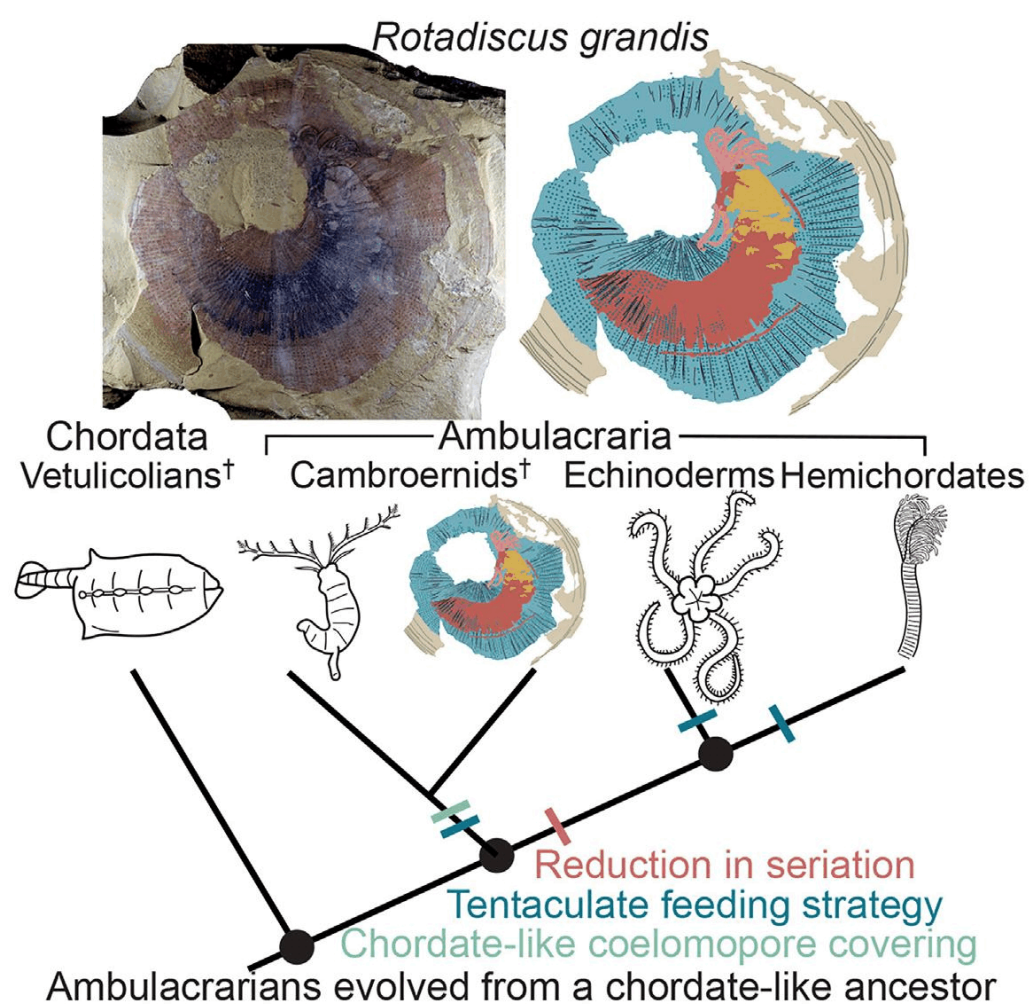 Rotadiscus grandis
Chordata
Ambulacraria
Vetulicolians†
Cambroernids†
Echinoderms
Hemichordates
Reduction in seriation
Tentaculate feeding strategy
Chordate-like coelomopore covering
Ambulacrarians evolved from a chordate-like ancestor